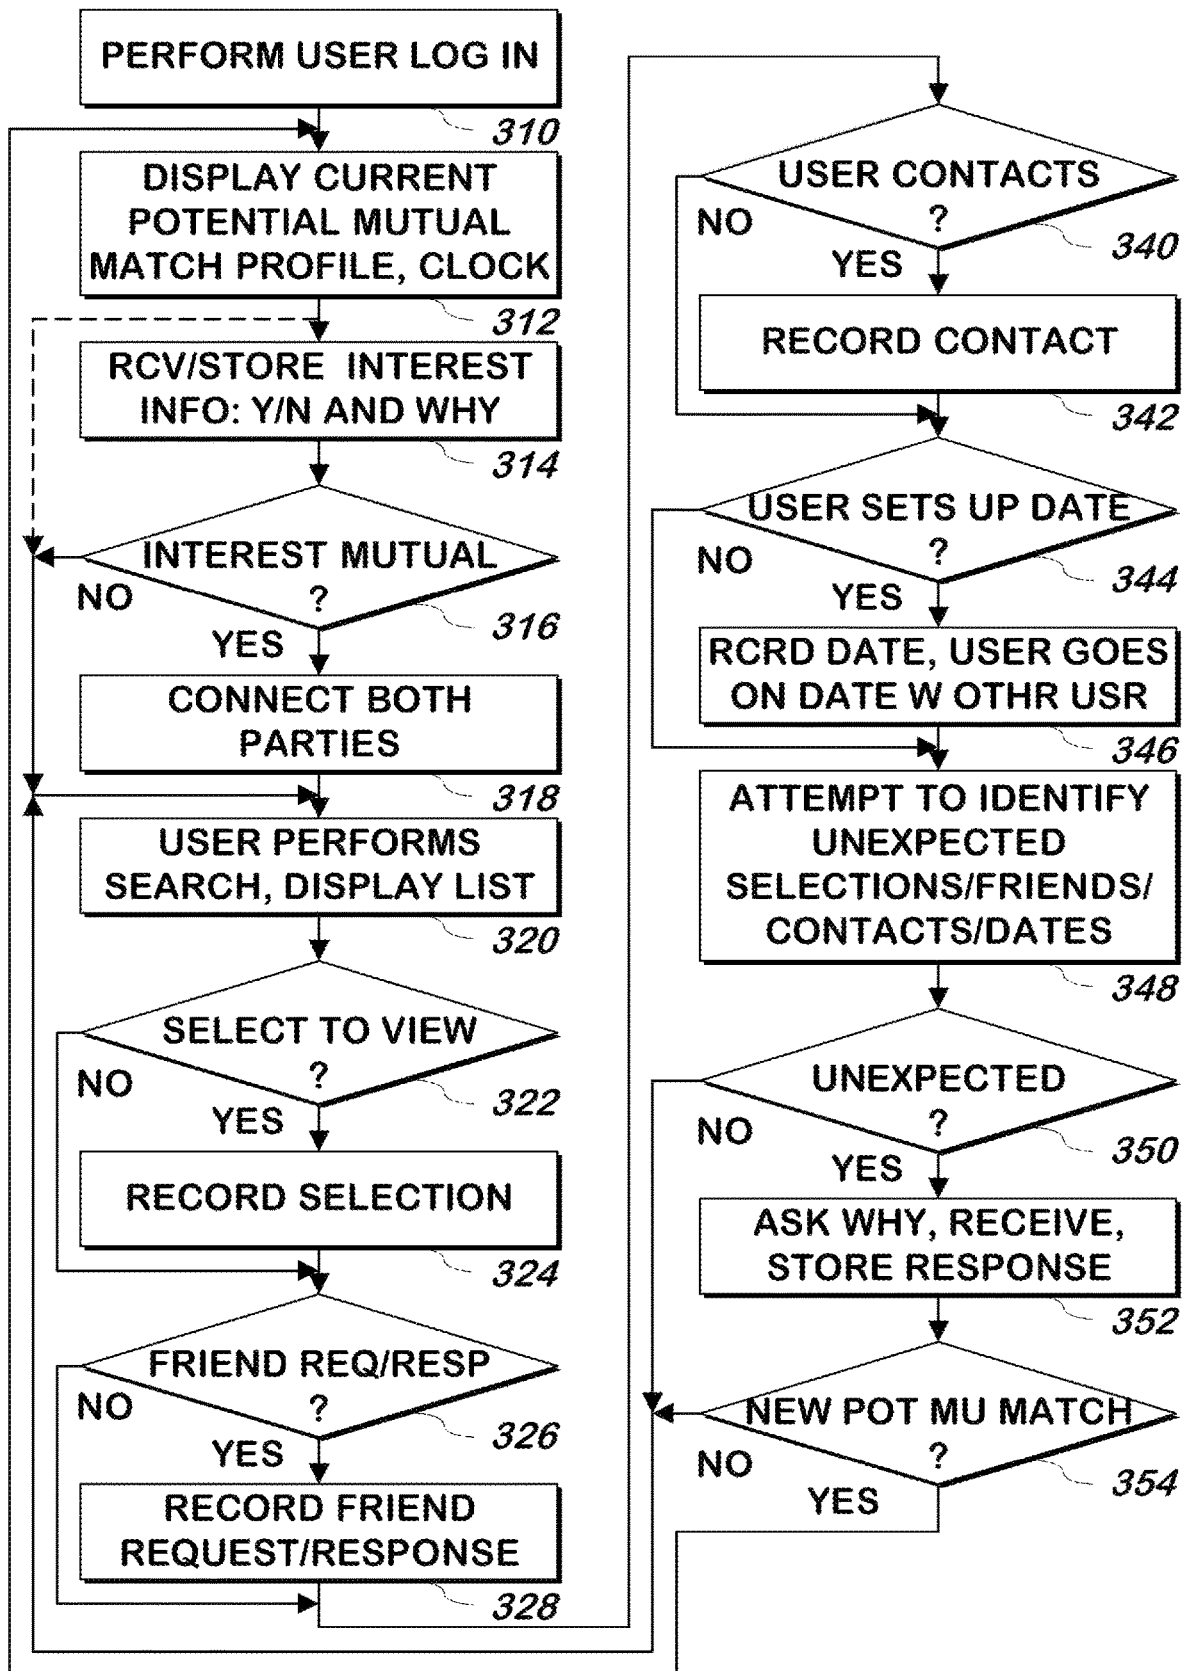 PERFORM USER LOG IN
310
DISPLAY CURRENT
POTENTIAL MUTUAL
MATCH PROFILE, CLOCK
312
RCV/STORE INTEREST
INFO: Y/N AND WHY
314
INTEREST MUTUAL
?
NO
316
YES
CONNECT BOTH
PARTIES
318
USER PERFORMS
SEARCH, DISPLAY LIST
320
SELECT TO VIEW
?
NO
322
YES
RECORD SELECTION
324
FRIEND REQ/RESP
?
NO
326
YES
RECORD FRIEND
REQUEST/RESPONSE
328
USER CONTACTS
?
NO
340
YES
RECORD CONTACT
342
USER SETS UP DATE
?
NO
344
YES
RCRD DATE, USER GOES
ON DATE W OTHR USR
346
ATTEMPT TO IDENTIFY
UNEXPECTED
SELECTIONS/FRIENDS/
CONTACTS/DATES
348
UNEXPECTED
?
NO
350
YES
ASK WHY, RECEIVE,
STORE RESPONSE
352
NEW POT MU MATCH
?
NO
354
YES